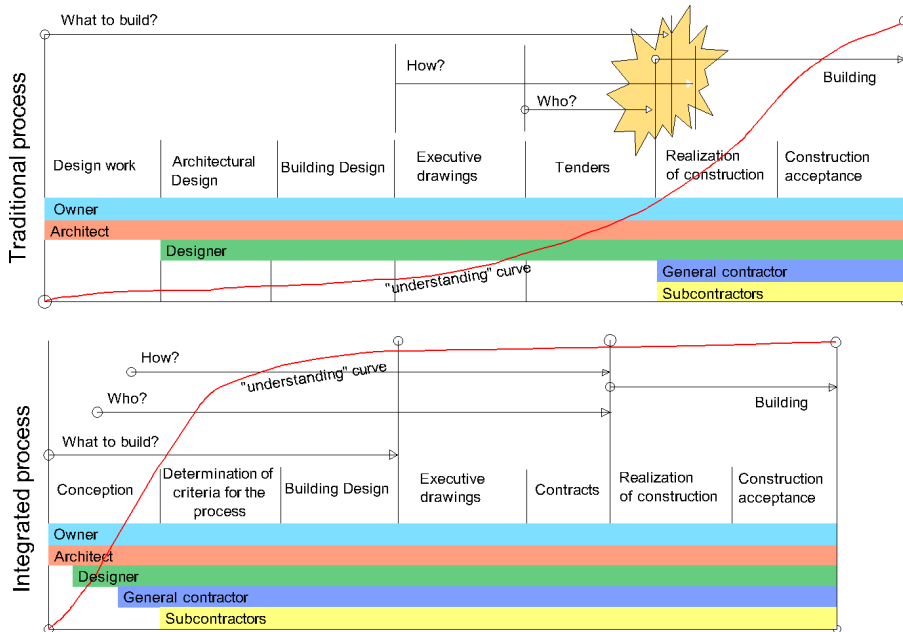 Traditional process
What to build?
How?
Who?
Building
Design work
Architectural
Design
Building Design
Executive
drawings
Tenders
Realization
of construction
Construction
acceptance
Owner
Architect
Designer
General contractor
Subcontractors
"understanding" curve
Integrated process
How?
"understanding" curve
Who?
Building
What to build?
Conception
Determination of
criteria for the
process
Building Design
Executive
drawings
Contracts
Realization
of construction
Construction
acceptance
Owner
Architect
Designer
General contractor
Subcontractors